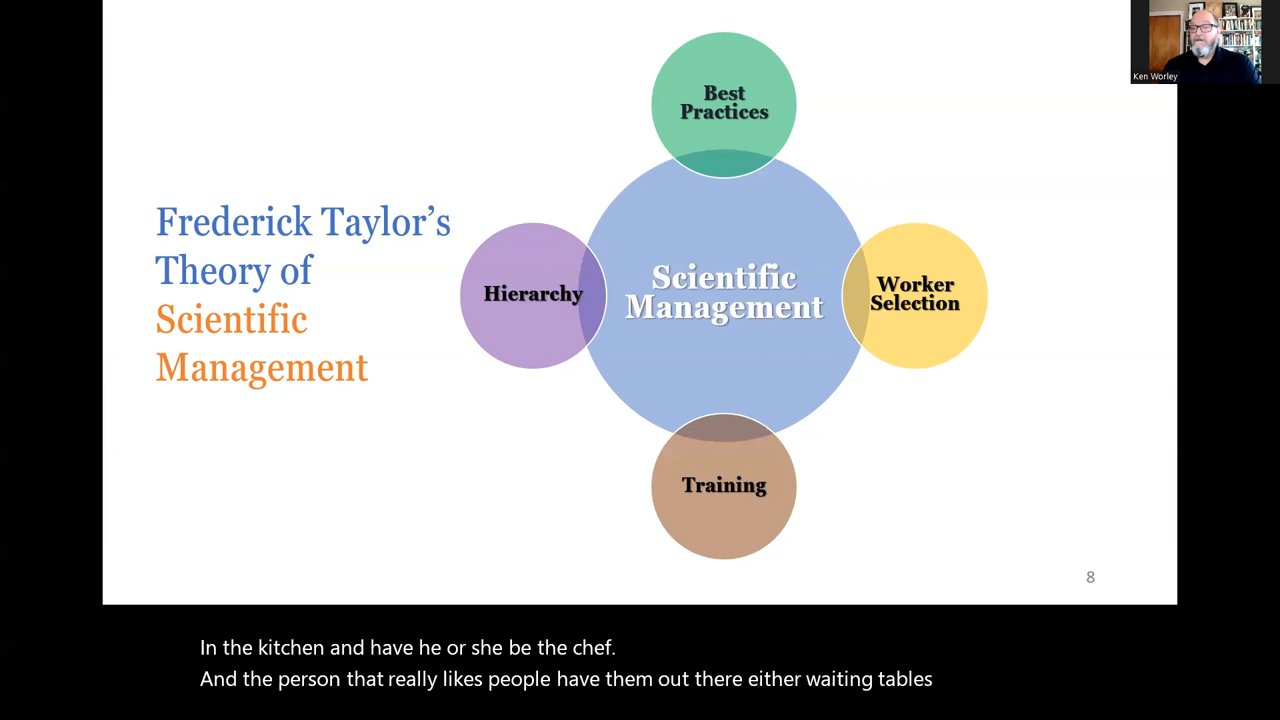 Ken Worley
Frederick Taylor's
Theory of
Scientific
Management
Best
Practices
Hierarchy
Scientific
Management
Worker
Selection
Training
8
In the kitchen and have he or she be the chef.
And the person that really likes people have them out there either waiting tables